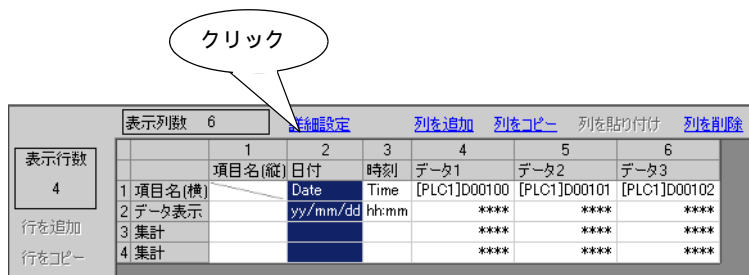 クリック
表示列数 6 詳細設定 列を追加 列をコピー 列を貼り付け 列を削除
表示行数
4
行を追加
行をコピー
1 2 3 4 5 6
項目名(縦) 日付 時刻 データ1 データ2 データ3
1 項目名(横) Date Time [PLC1]D00100 [PLC1]D00101 [PLC1]D00102
2 データ表示 yy/mm/dd hh:mm **** **** ****
3 集計 **** **** ****
4 集計 **** **** ****